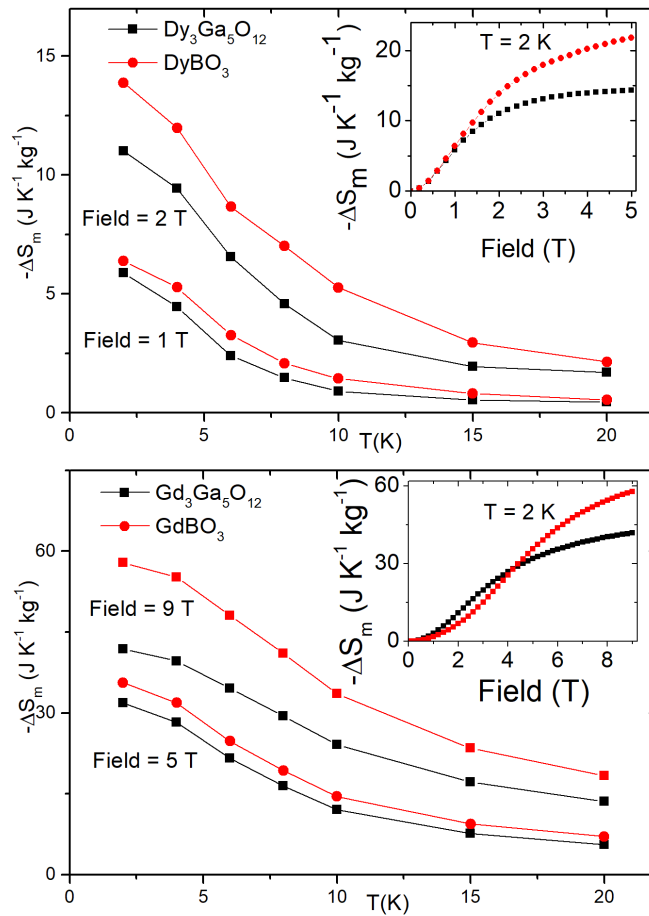 Dy₃Ga₅O₁₂
DyBO₃
Field = 2 T
Field = 1 T
-ΔSₘ (J K⁻¹ kg⁻¹)
15
10
5
0
0 5 10 15 20
T(K)
T = 2 K
-ΔSₘ (J K⁻¹ kg⁻¹)
20
10
0
0 1 2 3 4 5
Field (T)
Gd₃Ga₅O₁₂
GdBO₃
Field = 9 T
Field = 5 T
-ΔSₘ (J K⁻¹ kg⁻¹)
60
30
0
0 5 10 15 20
T(K)
T = 2 K
-ΔSₘ (J K⁻¹ kg⁻¹)
60
30
0
0 2 4 6 8
Field (T)